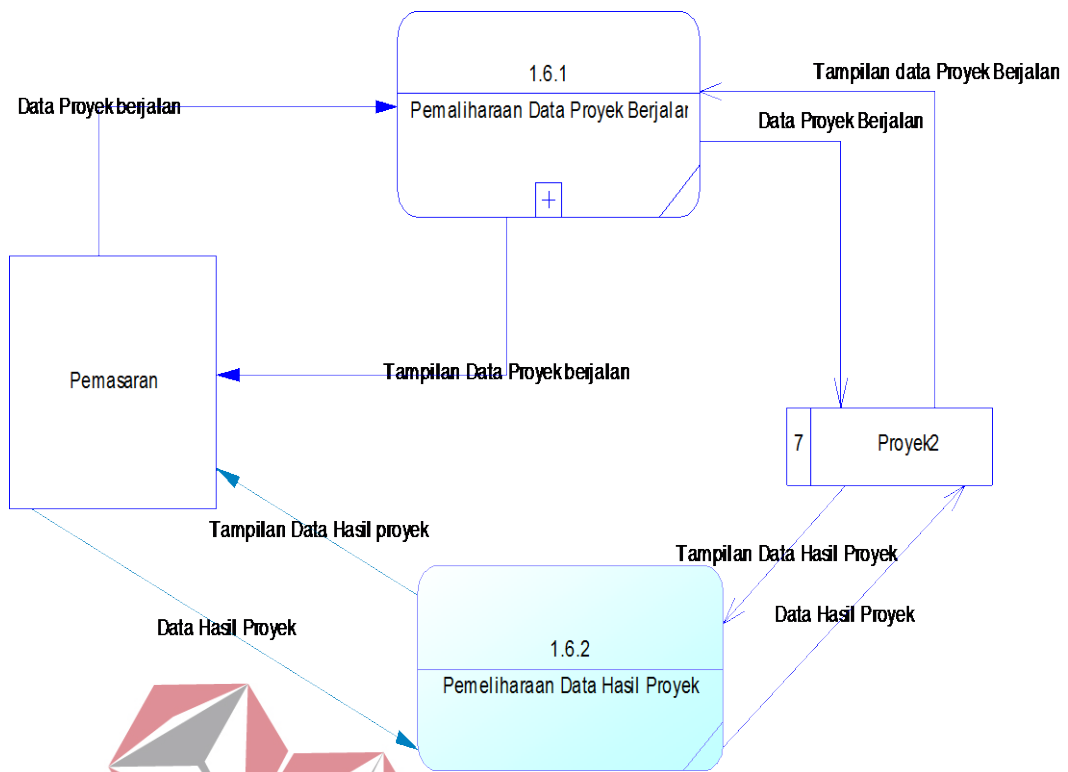 1.6.1
Tampilan data Proyek Berjalan
Data Proyek berjalan
Pemaliharaan Data Proyek Berjalar
Data Proyek Berjalan
+
Tampilan Data Proyek berjalan
Pemasaran
7
Proyek2
Tampilan Data Hasil proyek
Tampilan Data Hasil Proyek
Data Hasil Proyek
Data Hasil Proyek
1.6.2
Pemeliharaan Data Hasil Proyek